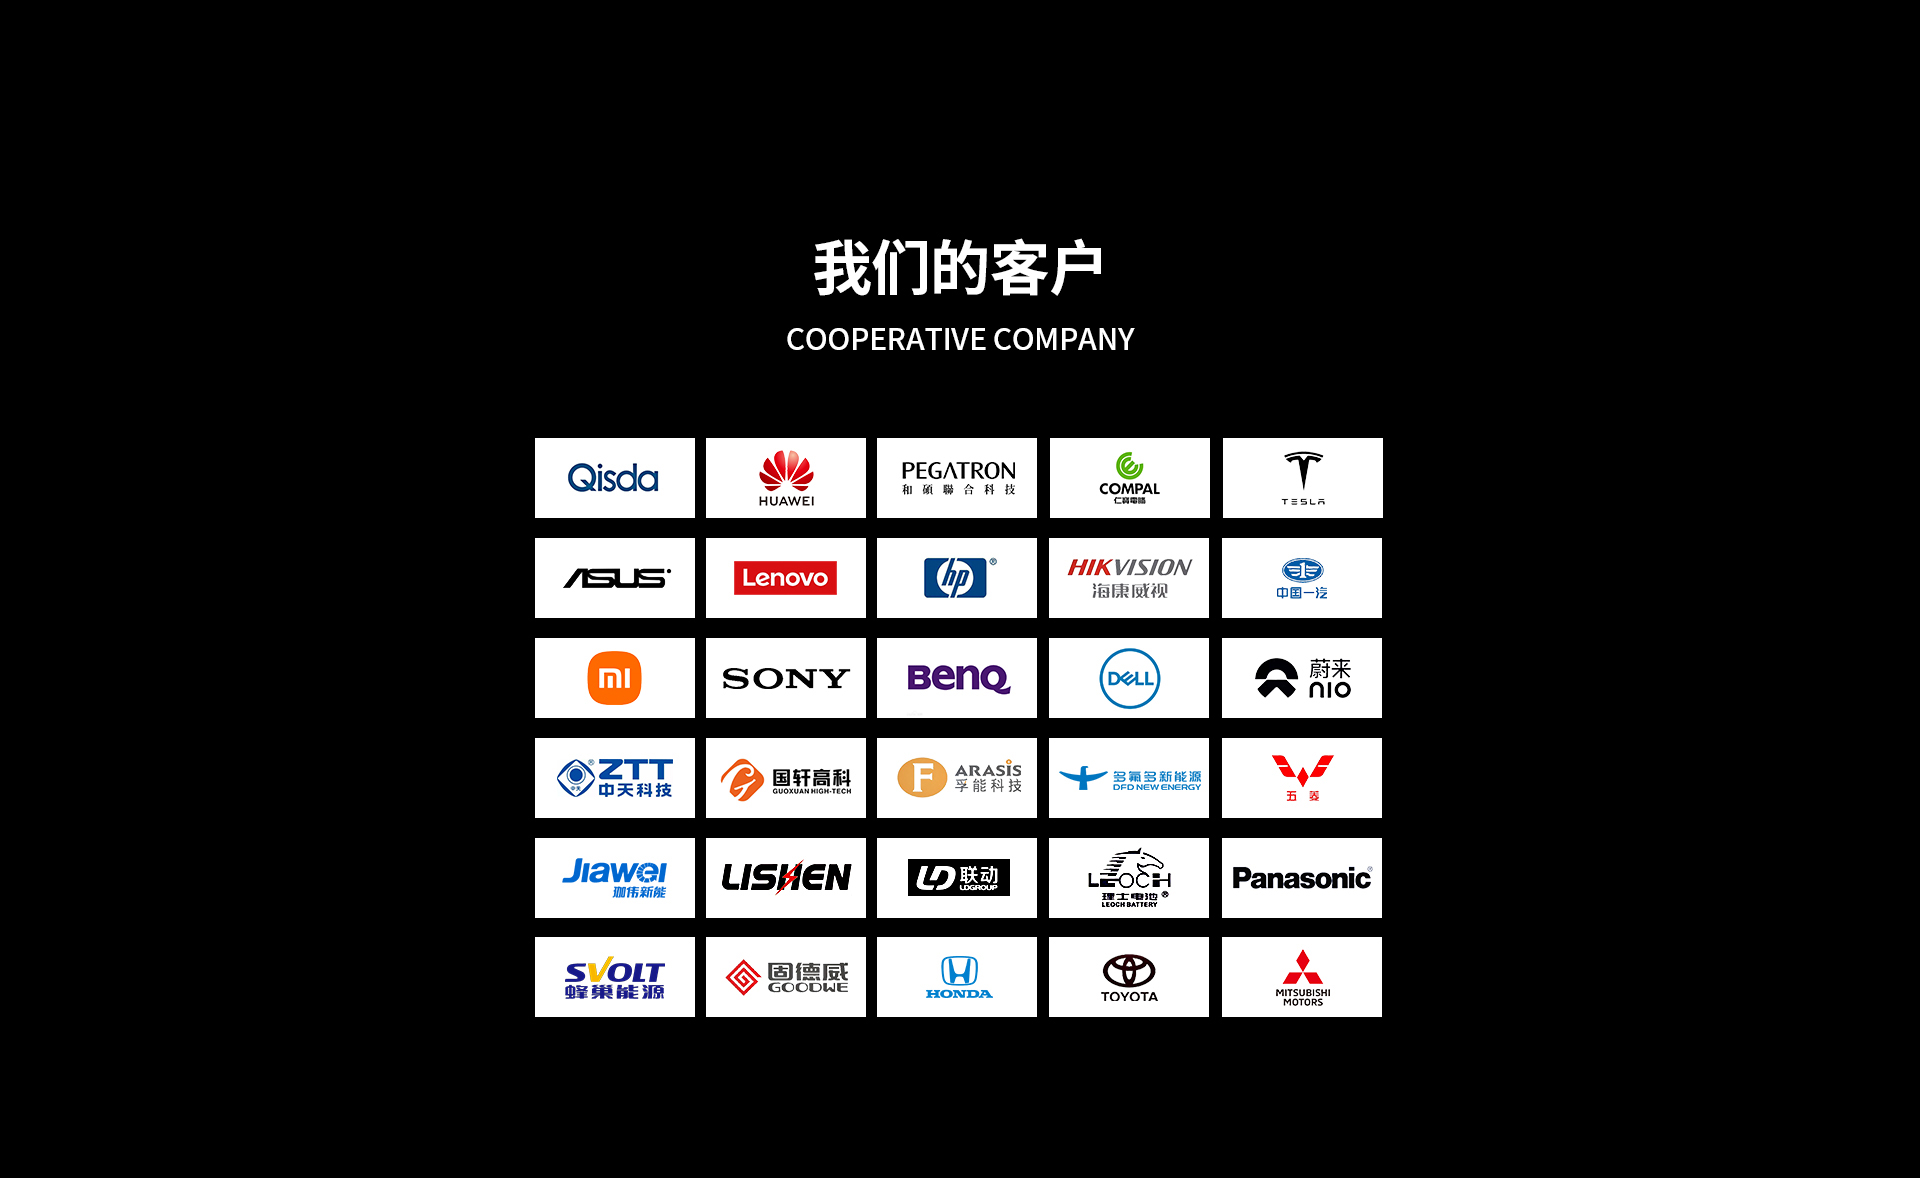 我们的客户
COOPERATIVE COMPANY
Qisda
HUAWEI
PEGATRON
和碩聯合科技
COMPAL
仁寶電腦
TESLA
ASUS
Lenovo
hp®
HIKVISION
海康威视
中国一汽
mi
SONY
BenQ
DELL
蔚来
NIO
ZTT®
中天科技
国轩高科
GUOXUAN HIGH-TECH
F
ARASIS
孚能科技
多氟多新能源
DFD NEW ENERGY
五菱
Jiawei
珈伟新能
LISHEN
LD联动
LDGROUP
LEOCH
理士电池®
LEOCH BATTERY
Panasonic®
SVOLT
蜂巢能源
固德威
GOODWE
HONDA
TOYOTA
MITSUBISHI
MOTORS